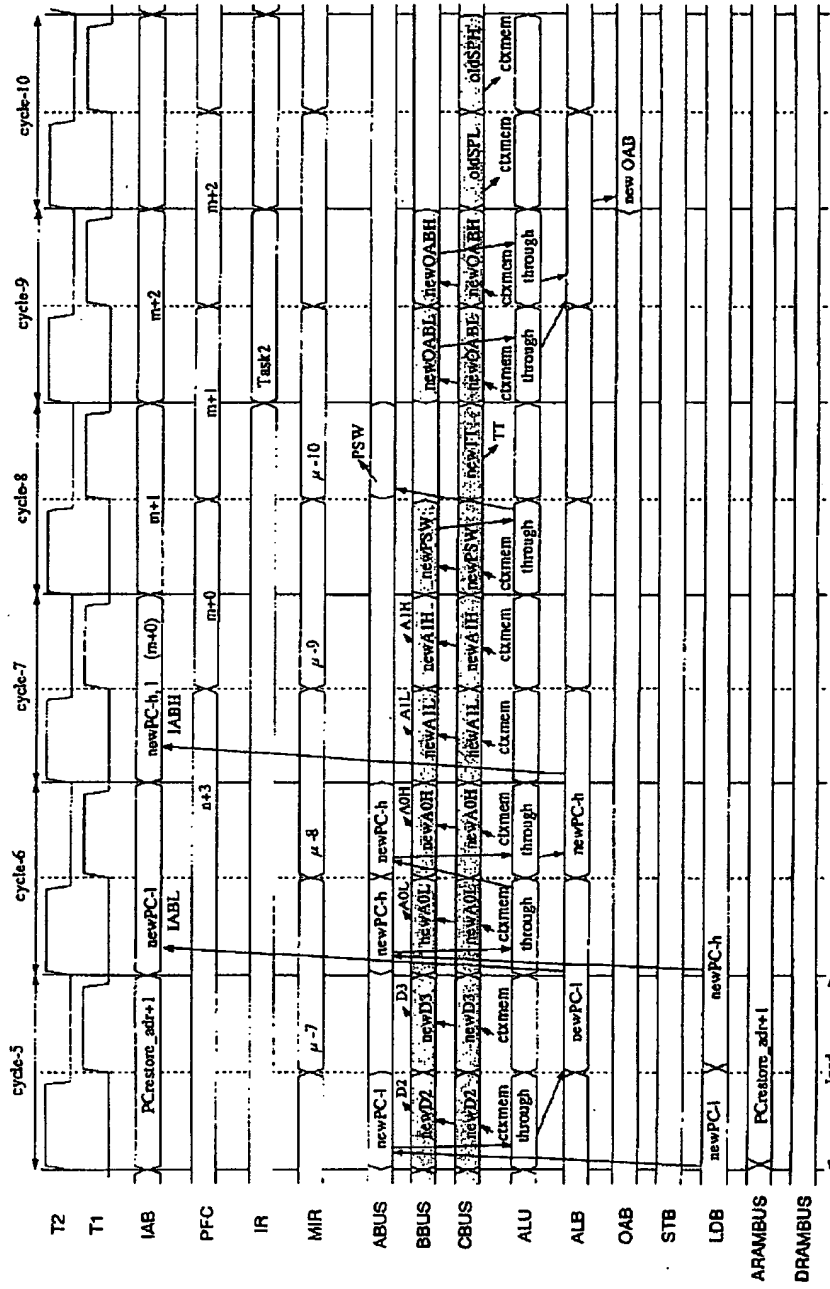 cycle-5 cycle-6 cycle-7 cycle-8 cycle-9 cycle-10
T2
T1
IAB PCrestore_adr+1 newPC-l newPC-h, 1 (m+0) m+1 m+2
IABL IABH
PFC n+3 m+0 m+1 m+2
IR Task2
MIR μ-7 μ-8 μ-9 μ-10
PSW
ABUS newPC-l newPC-h newPC-h
D2 D3 A0L A0H A1L A1H
BBUS newD2 newD3 newA0L newA0H newA1L newA1H newPSW newOABL newOABH
CBUS newD2 newD3 newA0L newA0H newA1L newA1H newPSW newTT newOABL newOABH oldSPL oldSPH
ctxmem ctxmem ctxmem ctxmem ctxmem ctxmem ctxmem TT ctxmem ctxmem ctxmem ctxmem
ALU through through through through through through
ALB newPC-l newPC-h
OAB new OAB
STB
LDB newPC-l newPC-h
ARAMBUS PCrestore_adr+1
DRAMBUS